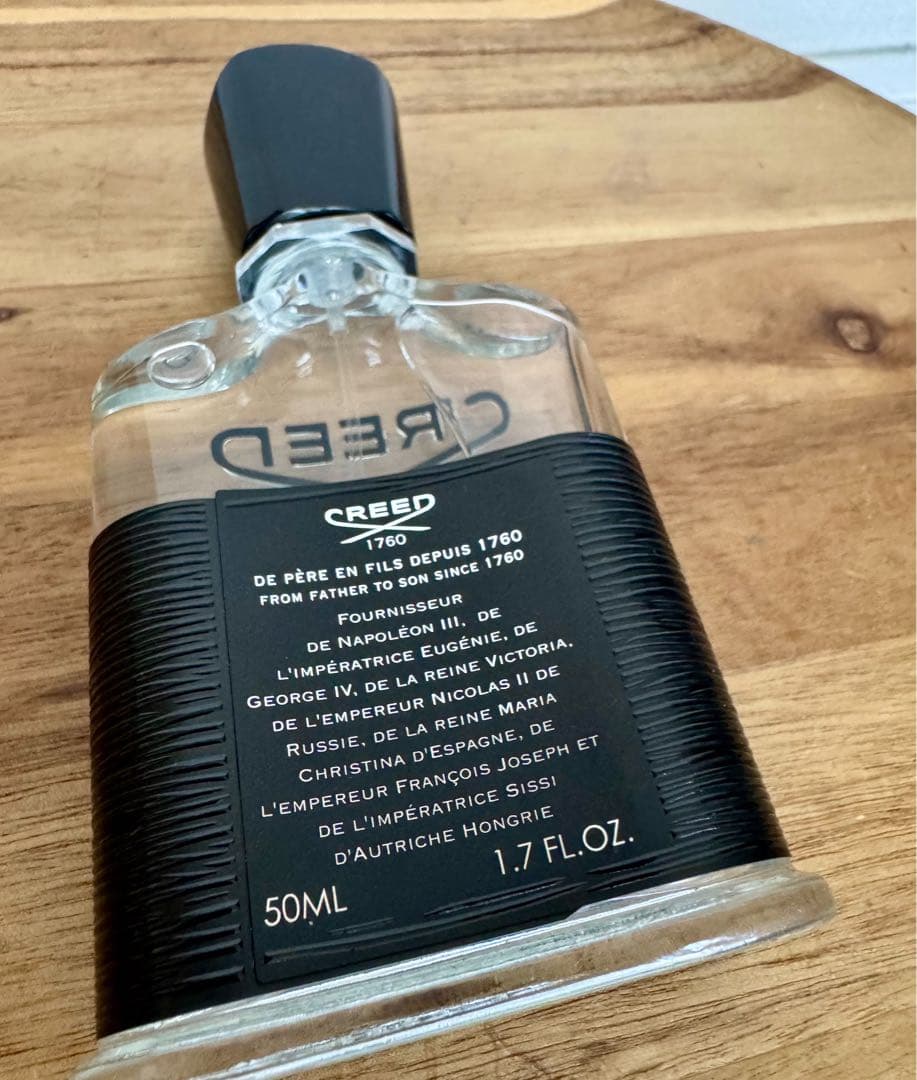 CREED
CREED
1760
DE PÈRE EN FILS DEPUIS 1760
FROM FATHER TO SON SINCE 1760
FOURNISSEUR
DE NAPOLÉON III, DE
L'IMPÉRATRICE EUGÉNIE, DE
GEORGE IV, DE LA REINE VICTORIA,
DE L'EMPEREUR NICOLAS II DE
RUSSIE, DE LA REINE MARIA
CHRISTINA D'ESPAGNE, DE
L'EMPEREUR FRANÇOIS JOSEPH ET
DE L'IMPÉRATRICE SISSI
D'AUTRICHE HONGRIE
50ML 1.7 FL.OZ.